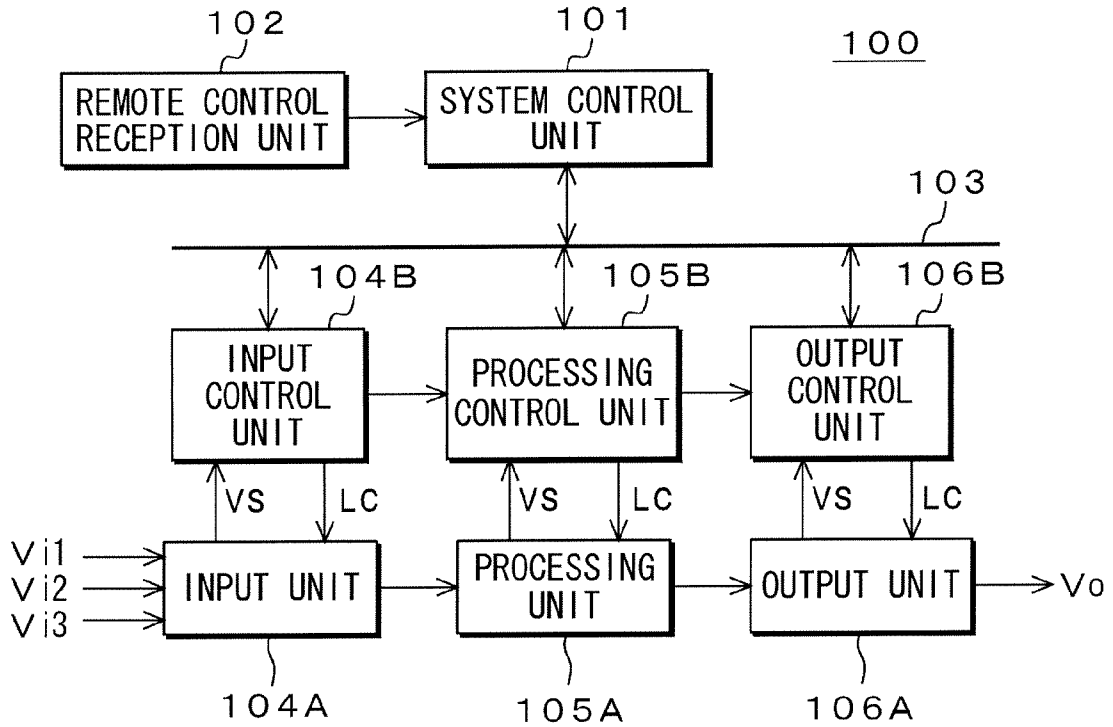 102
101
100
REMOTE CONTROL
RECEPTION UNIT
SYSTEM CONTROL
UNIT
103
104B
105B
106B
INPUT
CONTROL
UNIT
PROCESSING
CONTROL UNIT
OUTPUT
CONTROL
UNIT
VS
LC
VS
LC
VS
LC
Vi1
Vi2
Vi3
INPUT UNIT
PROCESSING
UNIT
OUTPUT UNIT
Vo
104A
105A
106A